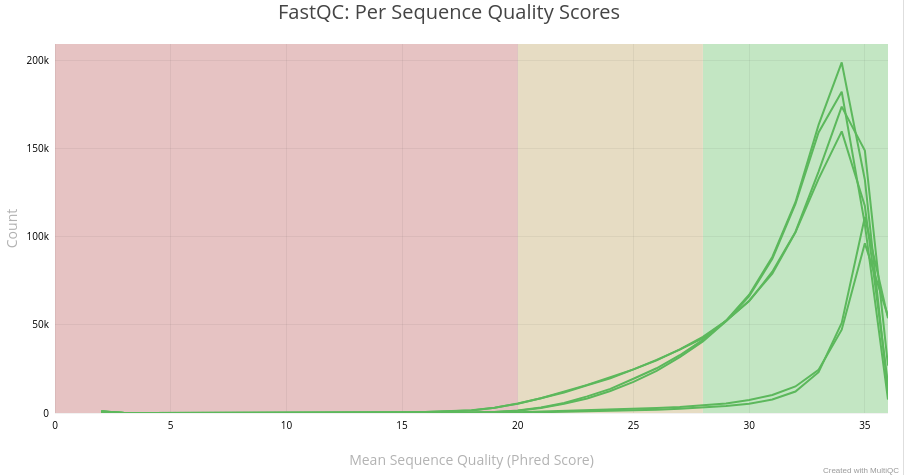 FastQC: Per Sequence Quality Scores
200k
150k
100k
50k
0
Count
0 5 10 15 20 25 30 35
Mean Sequence Quality (Phred Score)
Created with MultiQC